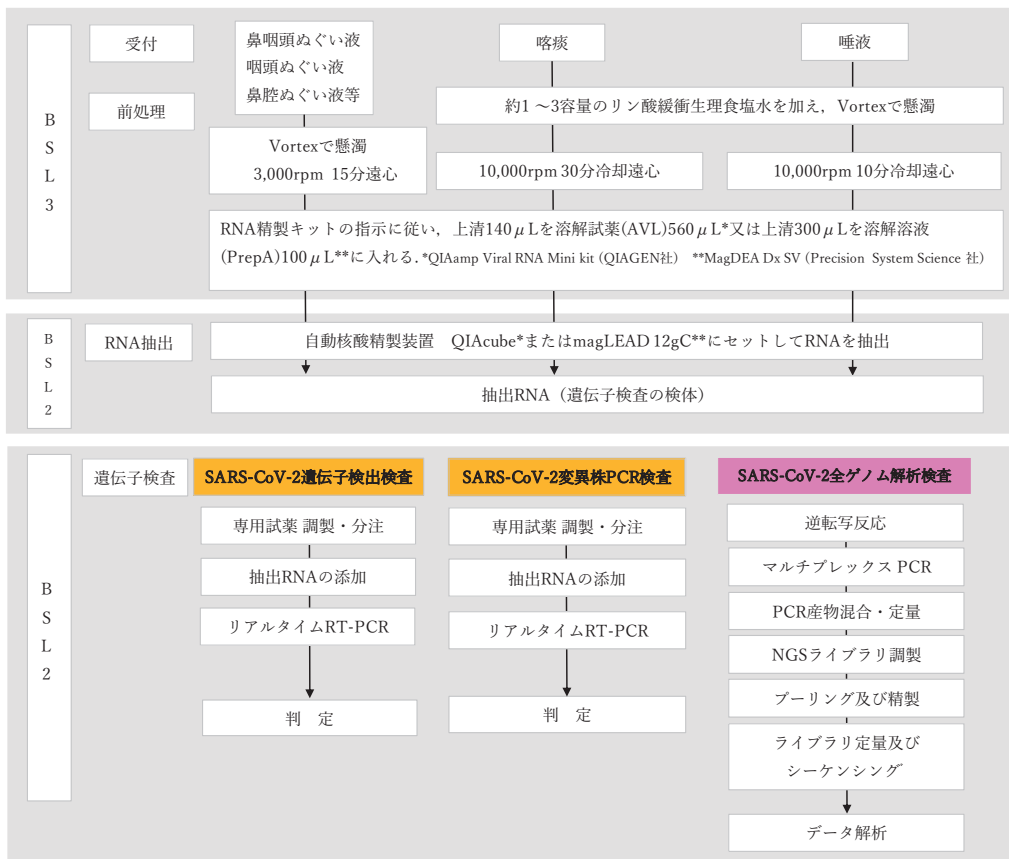 BSL3
受付
鼻咽頭ぬぐい液
咽頭ぬぐい液
鼻腔ぬぐい液等
喀痰
唾液
前処理
約1 ～3容量のリン酸緩衝生理食塩水を加え，Vortexで懸濁
Vortexで懸濁
3,000rpm 15分遠心
10,000rpm 30分冷却遠心
10,000rpm 10分冷却遠心
RNA精製キットの指示に従い，上清140μLを溶解試薬(AVL)560μL*又は上清300μLを溶解溶液
(PrepA)100μL**に入れる. *QIAamp Viral RNA Mini kit (QIAGEN社) **MagDEA Dx SV (Precision System Science 社)
BSL2
RNA抽出
自動核酸精製装置　QIAcube*またはmagLEAD 12gC**にセットしてRNAを抽出
抽出RNA（遺伝子検査の検体）
BSL2
遺伝子検査
SARS-CoV-2遺伝子検出検査
専用試薬 調製・分注
抽出RNAの添加
リアルタイムRT-PCR
判　定
SARS-CoV-2変異株PCR検査
専用試薬 調製・分注
抽出RNAの添加
リアルタイムRT-PCR
判　定
SARS-CoV-2全ゲノム解析検査
逆転写反応
マルチプレックス PCR
PCR産物混合・定量
NGSライブラリ調製
プーリング及び精製
ライブラリ定量及び
シーケンシング
データ解析